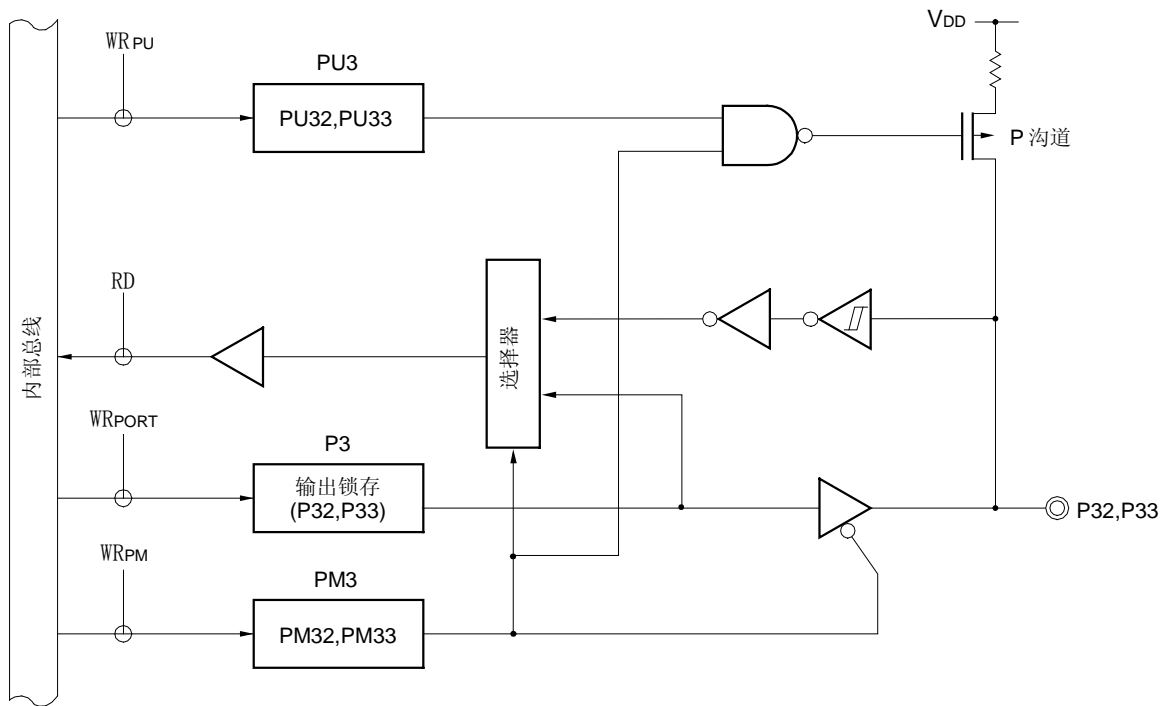 VDD
WRPU
PU3
PU32,PU33
P 沟道
RD
内部总线
选择器
WRPORT
P3
输出锁存
(P32,P33)
P32,P33
WRPM
PM3
PM32,PM33